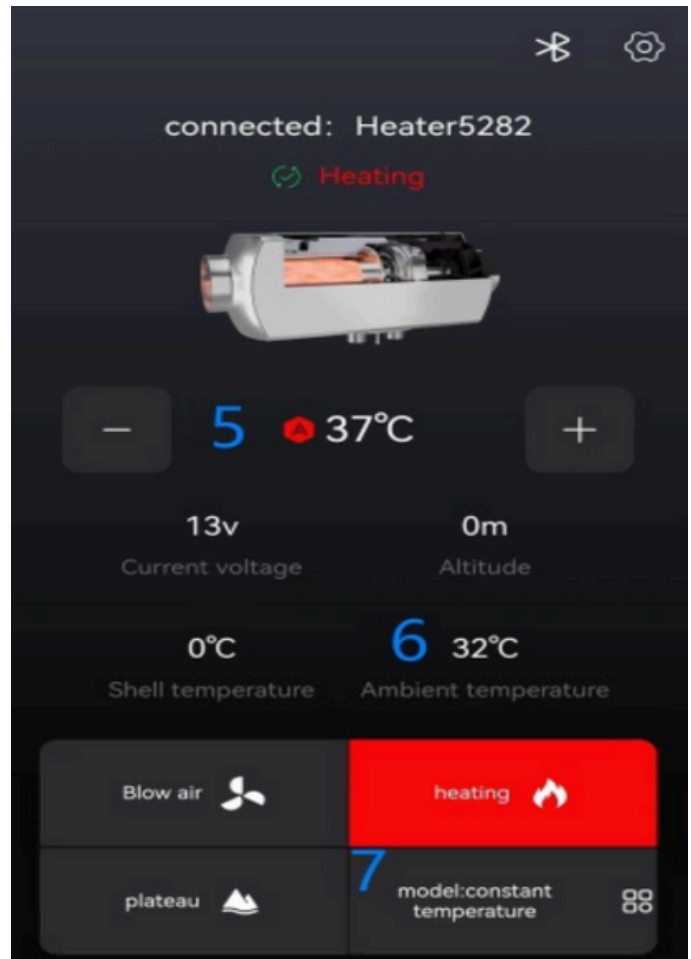 connected: Heater5282
Heating
− 5 A 37°C +
13v 0m
Current voltage Altitude
0°C 6 32°C
Shell temperature Ambient temperature
Blow air heating
7
plateau model:constant
temperature